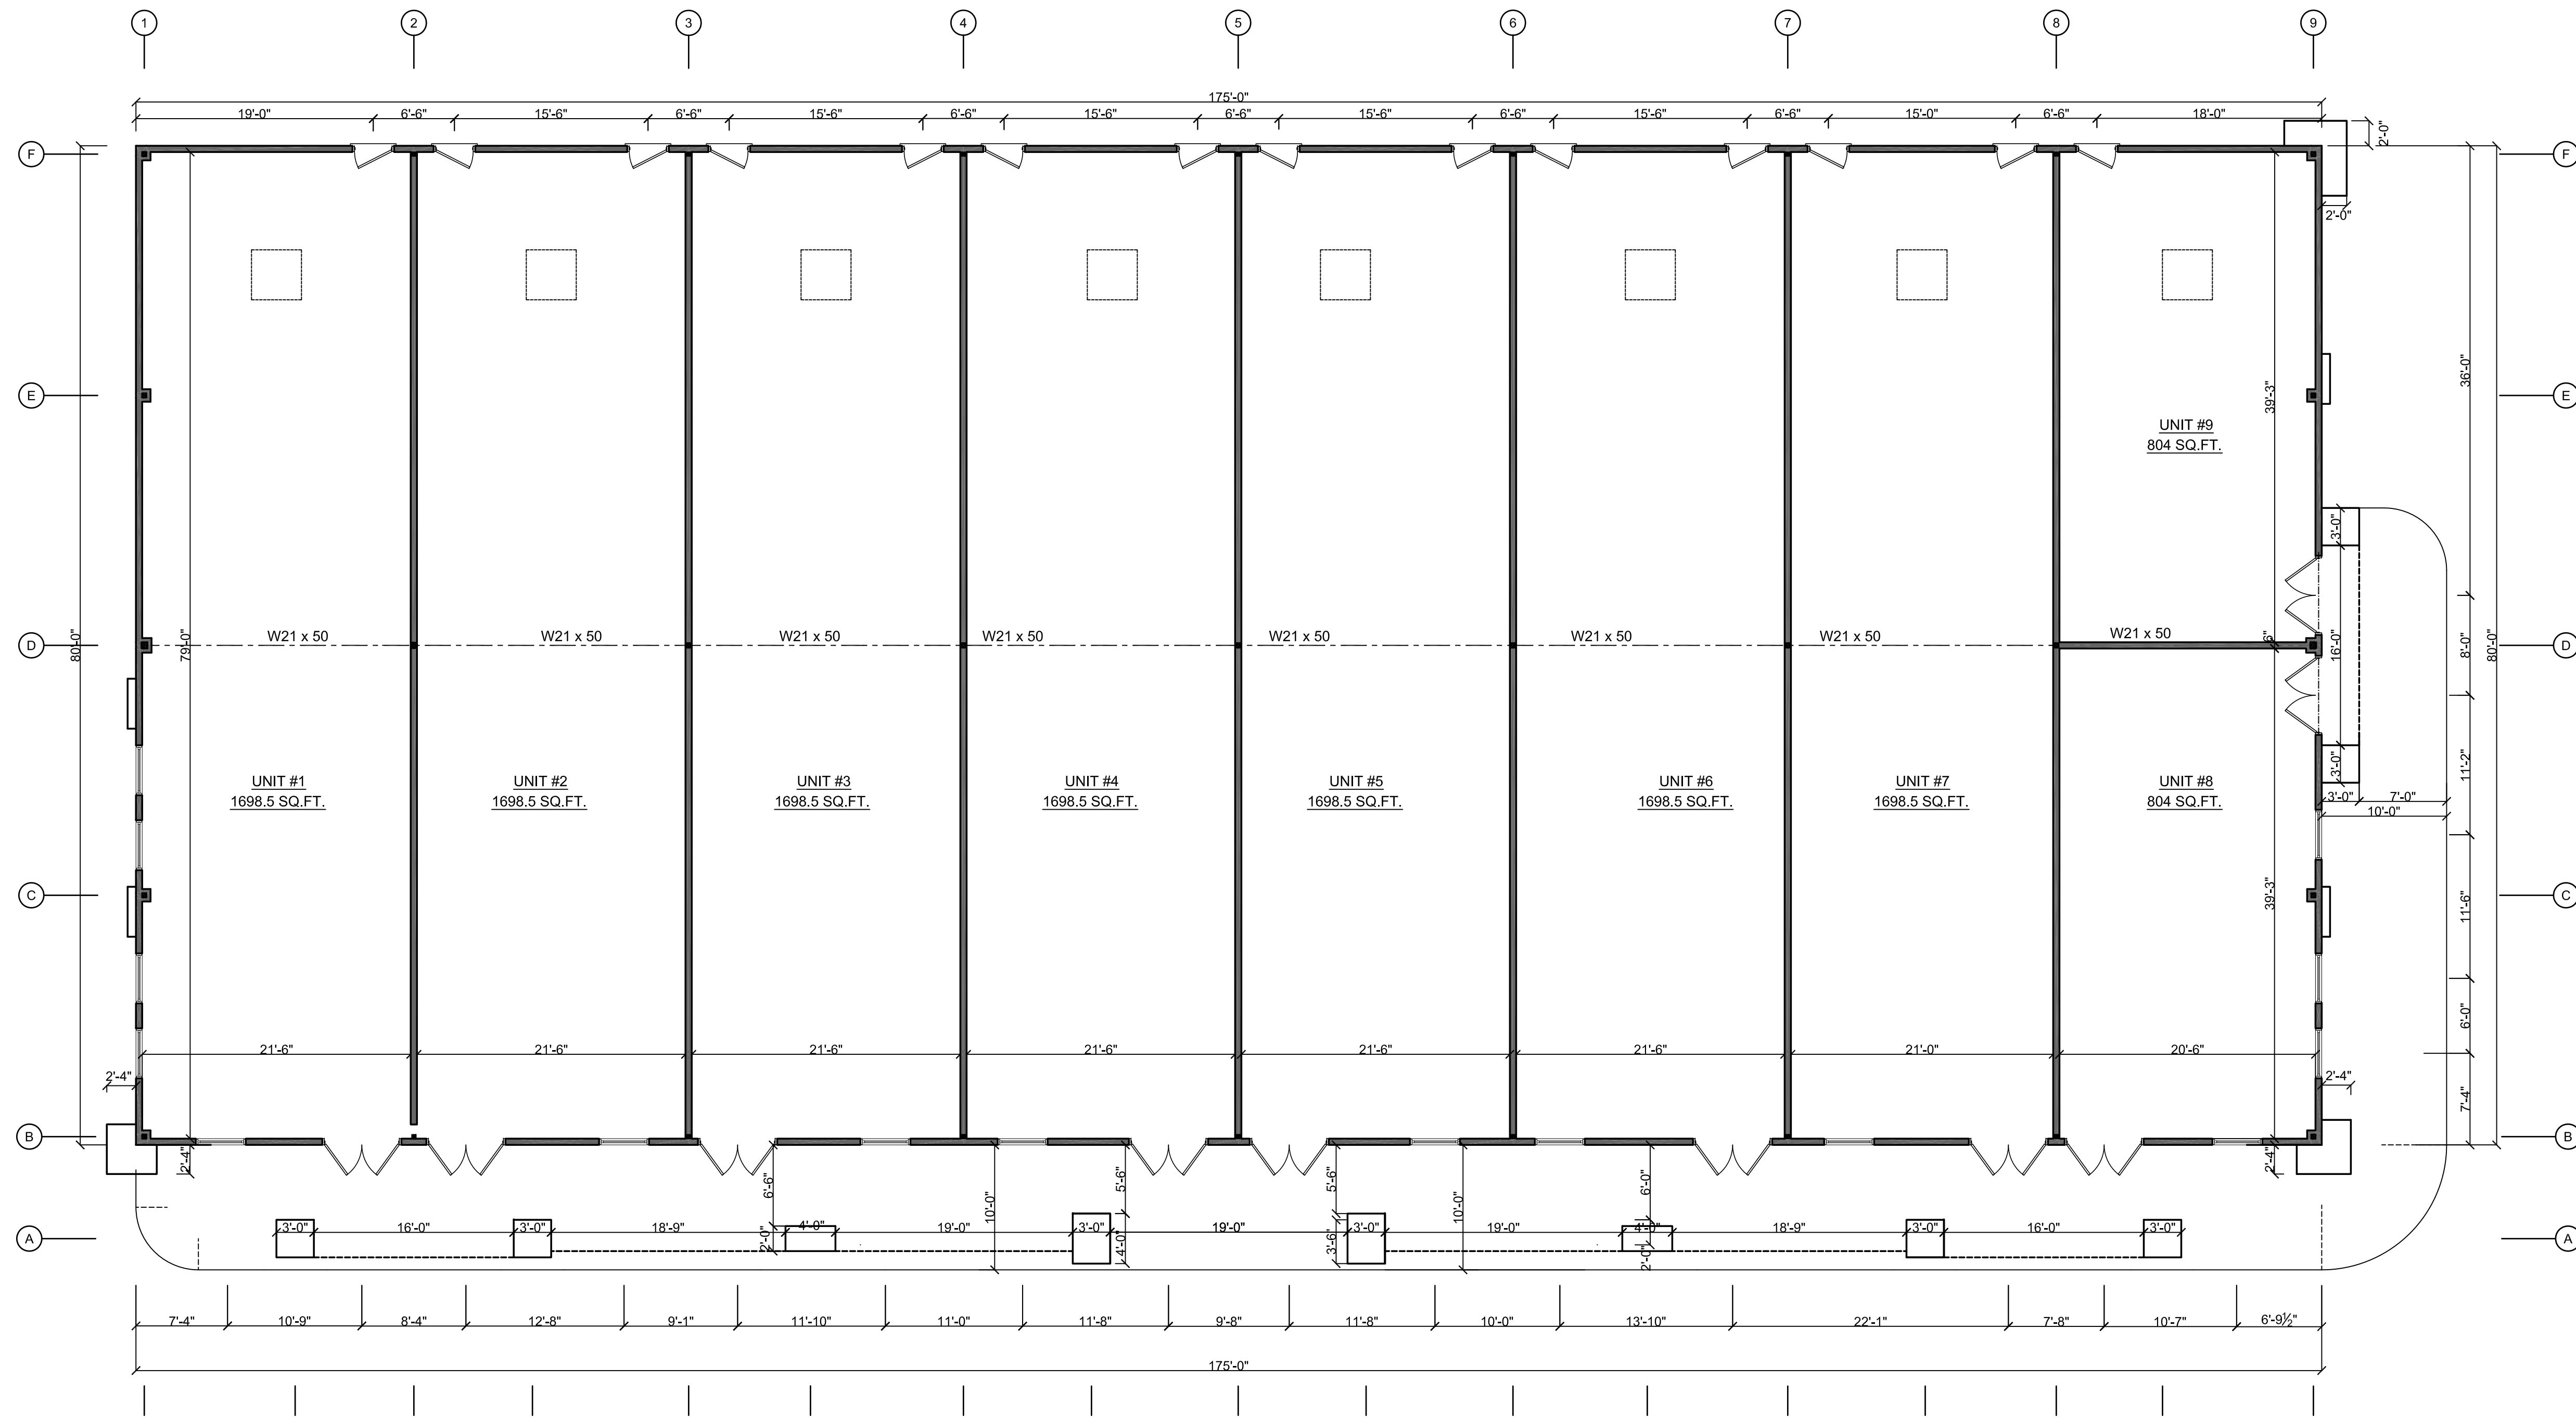 1 2 3 4 5 6 7 8 9
175'-0"
19'-0" 6'-6" 15'-6" 6'-6" 15'-6" 6'-6" 15'-6" 6'-6" 15'-6" 6'-6" 15'-6" 6'-6" 15'-0" 6'-6" 18'-0"
2'-0"
F F
2'-0"
36'-0"
E 39'-3" E
UNIT #9
804 SQ.FT.
3'-0"
W21 x 50 W21 x 50 W21 x 50 W21 x 50 W21 x 50 W21 x 50 W21 x 50 W21 x 50
D 80'-0" 79'-0" 6" 16'-0" 8'-0" 80'-0" D
3'-0" 11'-2"
UNIT #1 UNIT #2 UNIT #3 UNIT #4 UNIT #5 UNIT #6 UNIT #7 UNIT #8
1698.5 SQ.FT. 1698.5 SQ.FT. 1698.5 SQ.FT. 1698.5 SQ.FT. 1698.5 SQ.FT. 1698.5 SQ.FT. 1698.5 SQ.FT. 804 SQ.FT.
3'-0" 7'-0"
10'-0"
C 39'-3" 11'-6" C
6'-0"
21'-6" 21'-6" 21'-6" 21'-6" 21'-6" 21'-6" 21'-0" 20'-6"
2'-4" 2'-4"
7'-4"
B B
2'-4" 6'-6" 5'-6" 5'-6" 6'-0" 2'-4"
10'-0" 10'-0"
3'-0" 16'-0" 3'-0" 18'-9" 4'-0" 19'-0" 3'-0" 19'-0" 3'-0" 19'-0" 4'-0" 18'-9" 3'-0" 16'-0" 3'-0"
A 2'-0" 4'-0" 3'-6" 2'-0" A
7'-4" 10'-9" 8'-4" 12'-8" 9'-1" 11'-10" 11'-0" 11'-8" 9'-8" 11'-8" 10'-0" 13'-10" 22'-1" 7'-8" 10'-7" 6'-9½"
175'-0"